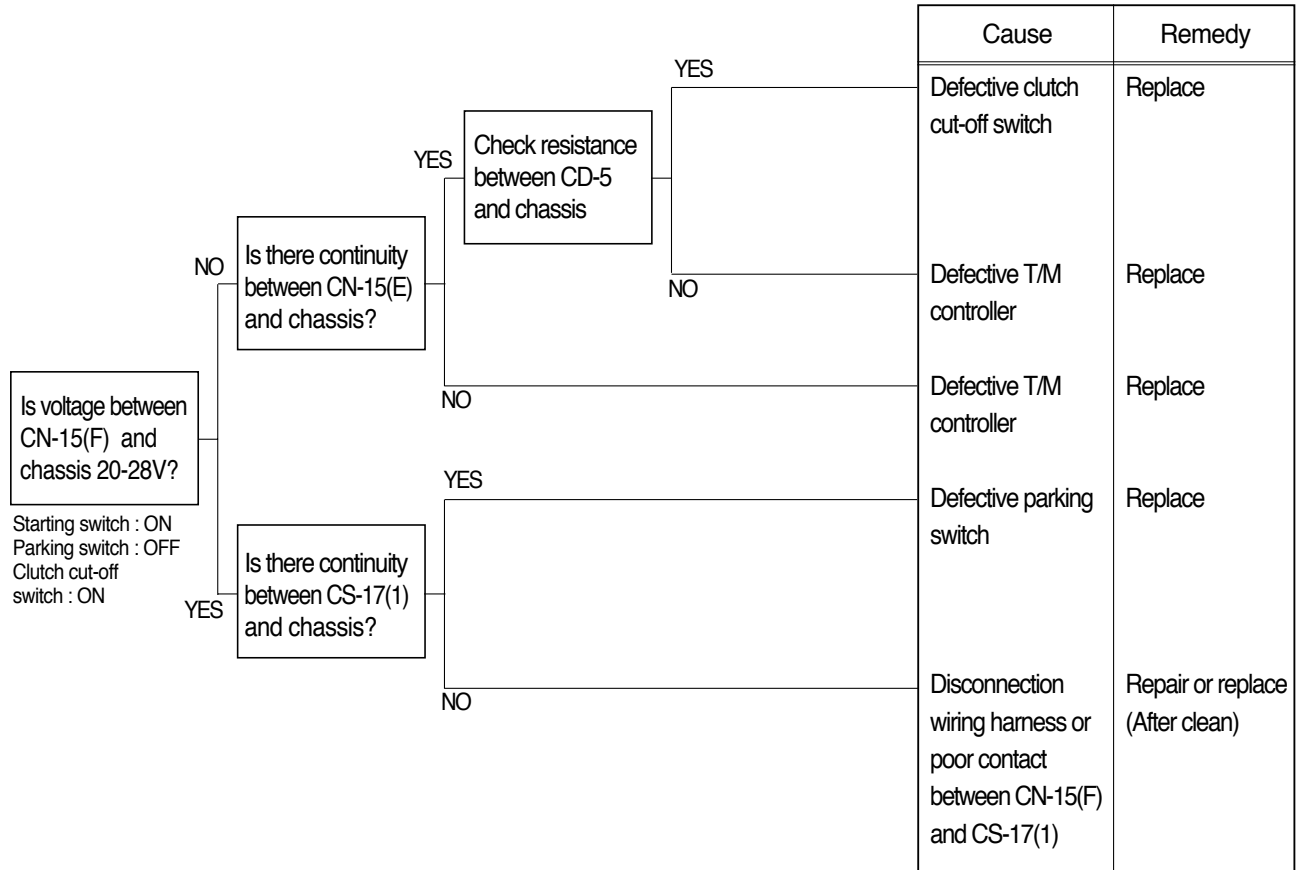 Cause
Remedy
YES
Defective clutch
cut-off switch
Replace
YES
Check resistance
between CD-5
and chassis
NO
Is there continuity
between CN-15(E)
and chassis?
NO
Defective T/M
controller
Replace
NO
Defective T/M
controller
Replace
Is voltage between
CN-15(F) and
chassis 20-28V?
Starting switch : ON
Parking switch : OFF
Clutch cut-off
switch : ON
YES
Is there continuity
between CS-17(1)
and chassis?
YES
Defective parking
switch
Replace
NO
Disconnection
wiring harness or
poor contact
between CN-15(F)
and CS-17(1)
Repair or replace
(After clean)